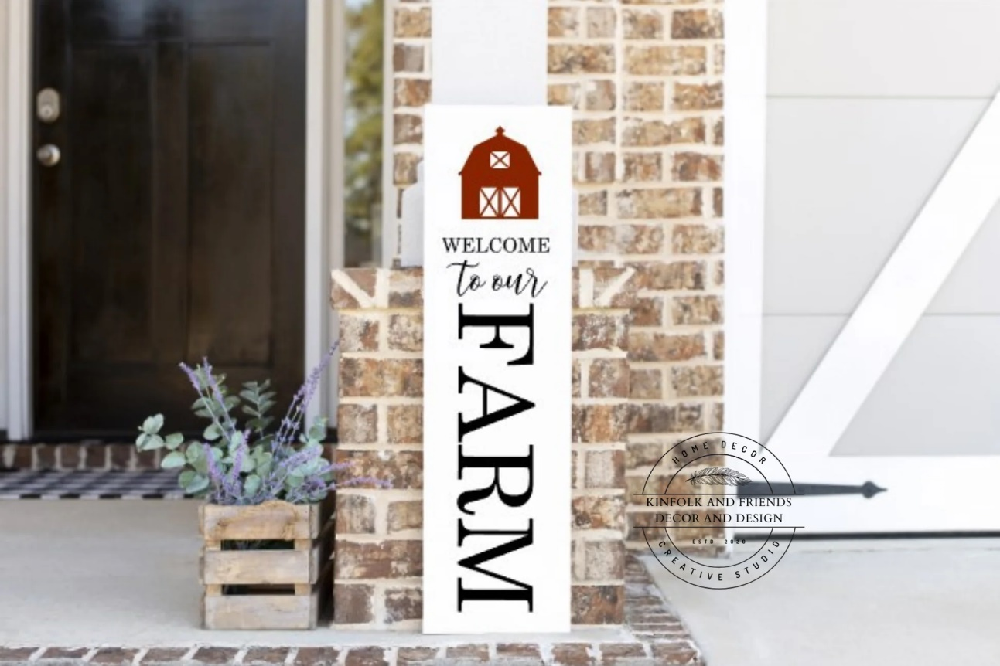 WELCOME
to our
FARM
HOME DECOR
KINFOLK AND FRIENDS
DECOR AND DESIGN
ESTD 2020
CREATIVE STUDIO